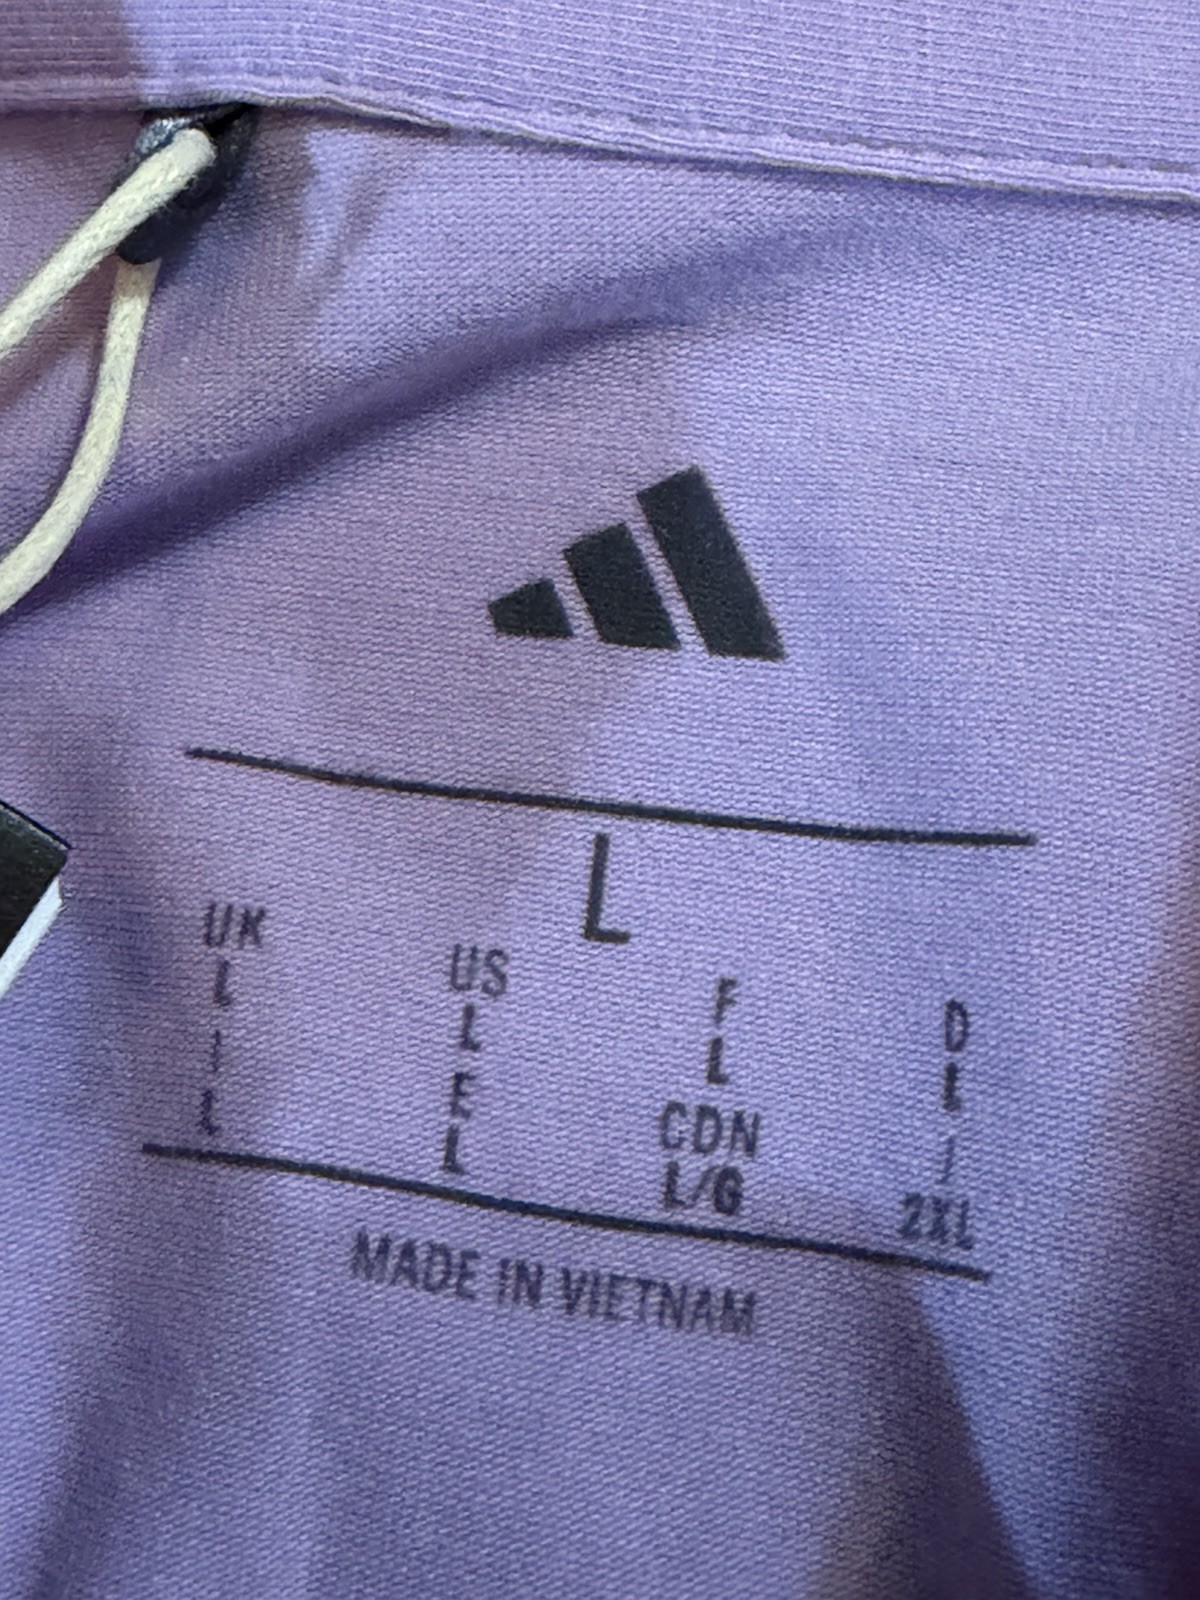 L
UK US F D
L L L L
I E CDN J
L L L/G 2XL
MADE IN VIETNAM